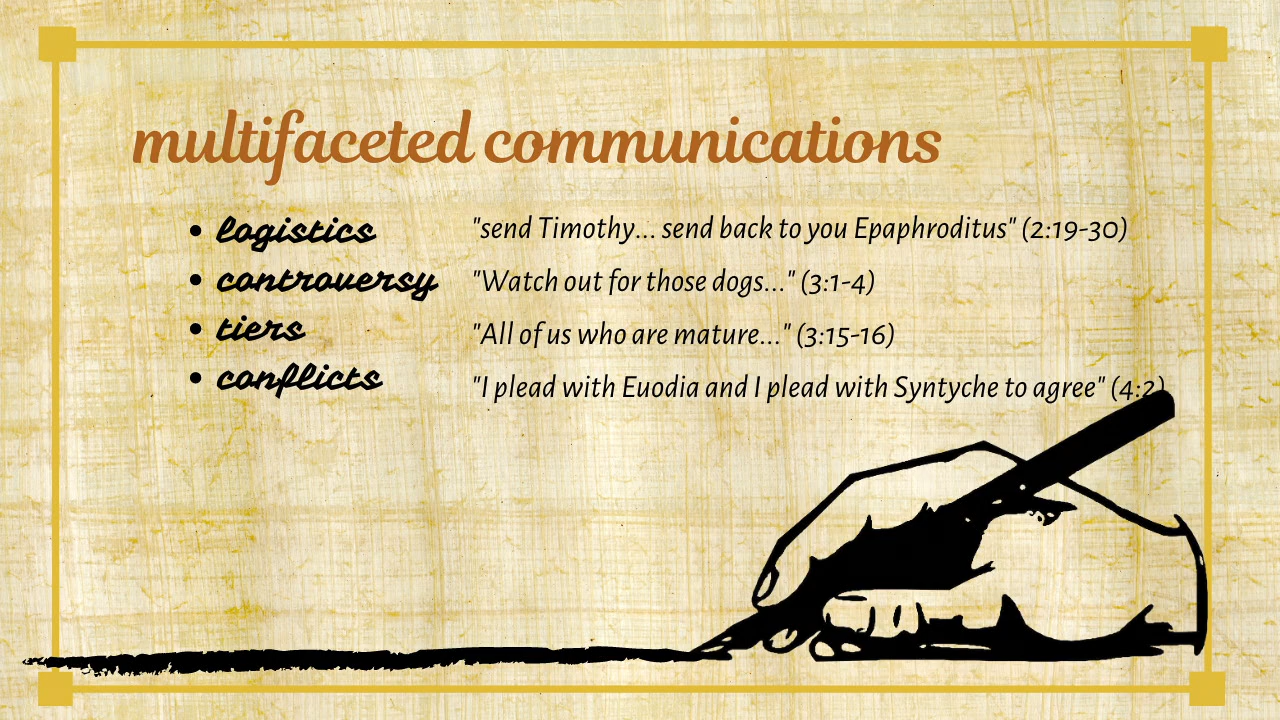 multifaceted communications
• logistics "send Timothy... send back to you Epaphroditus" (2:19-30)
• controversy "Watch out for those dogs..." (3:1-4)
• tiers "All of us who are mature..." (3:15-16)
• conflicts "I plead with Euodia and I plead with Syntyche to agree" (4:2)